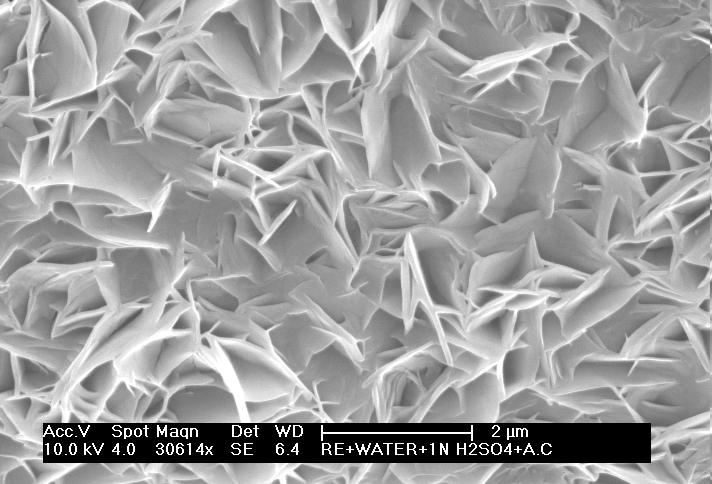 Acc.V Spot Magn Det WD 2 µm
10.0 kV 4.0 30614x SE 6.4 RE+WATER+1N H2SO4+A.C